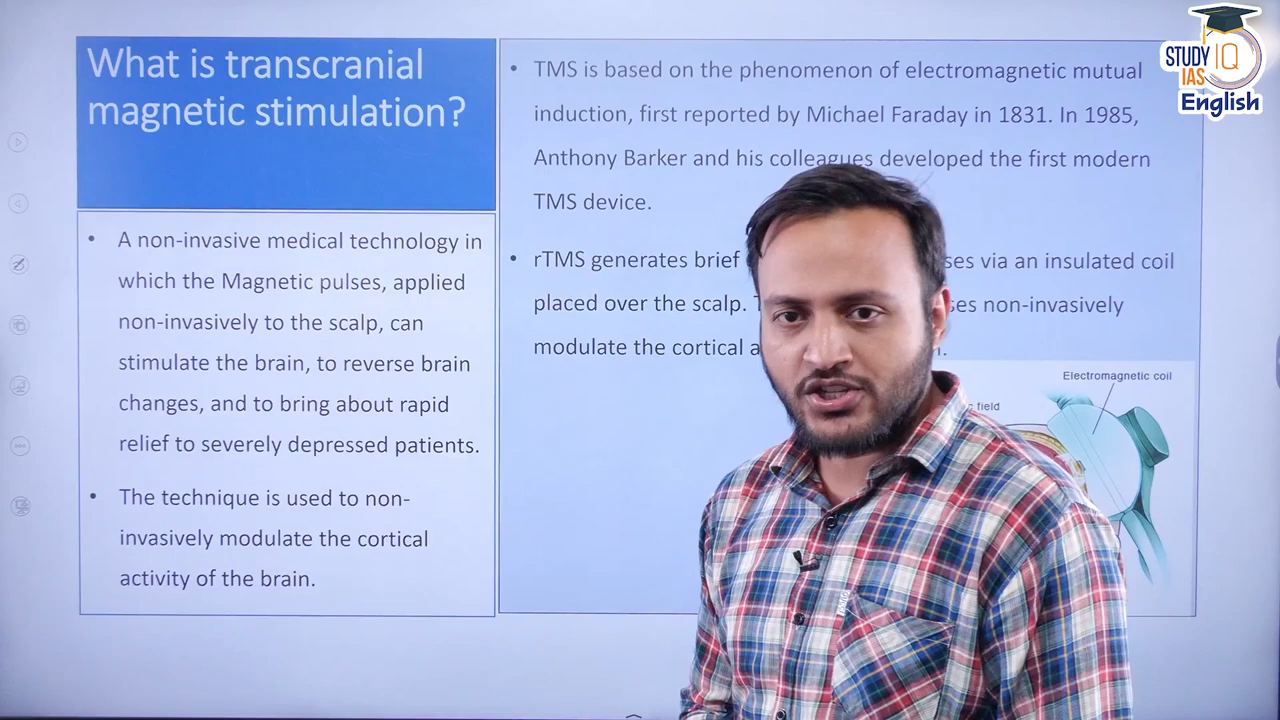 What is transcranial
magnetic stimulation?
A non-invasive medical technology in
which the Magnetic pulses, applied
non-invasively to the scalp, can
stimulate the brain, to reverse brain
changes, and to bring about rapid
relief to severely depressed patients.
The technique is used to non-
invasively modulate the cortical
activity of the brain.
TMS is based on the phenomenon of electromagnetic mutual
induction, first reported by Michael Faraday in 1831. In 1985,
Anthony Barker and his colleagues developed the first modern
TMS device.
rTMS generates brief via an insulated coil
placed over the scalp. non-invasively
modulate the cortical
Electromagnetic coil
field
STUDY IQ
IAS
English